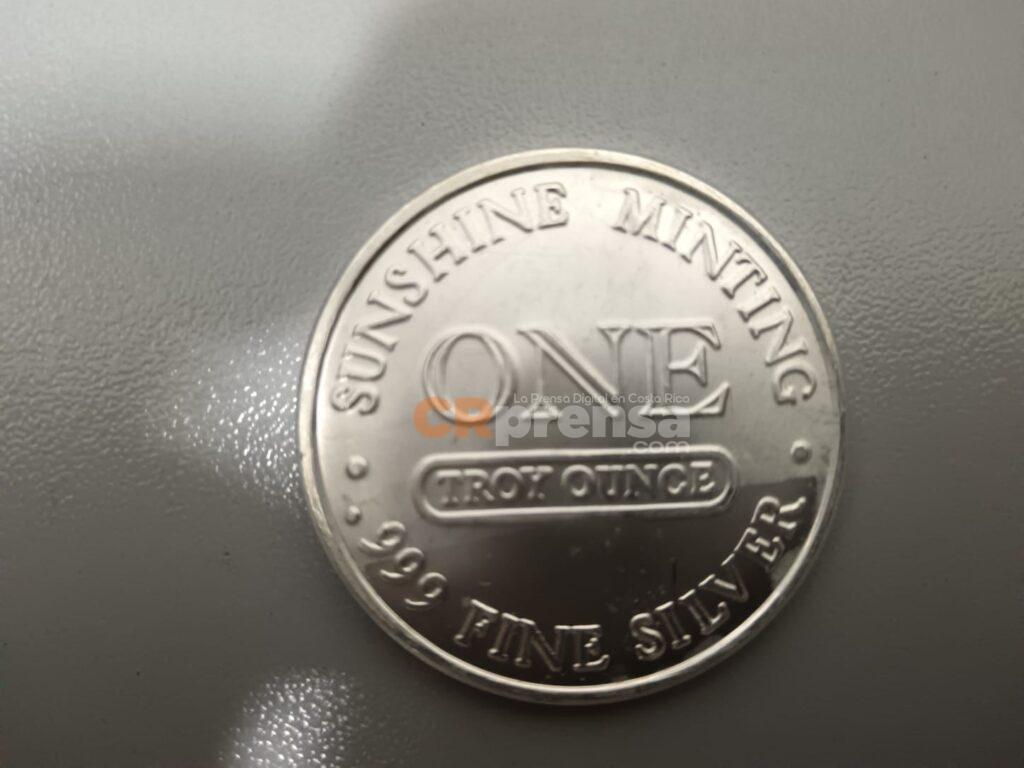 SUNSHINE MINTING
ONE
La Prensa Digital en Costa Rica
CRprensa
.com
TROY OUNCE
.999 FINE SILVER